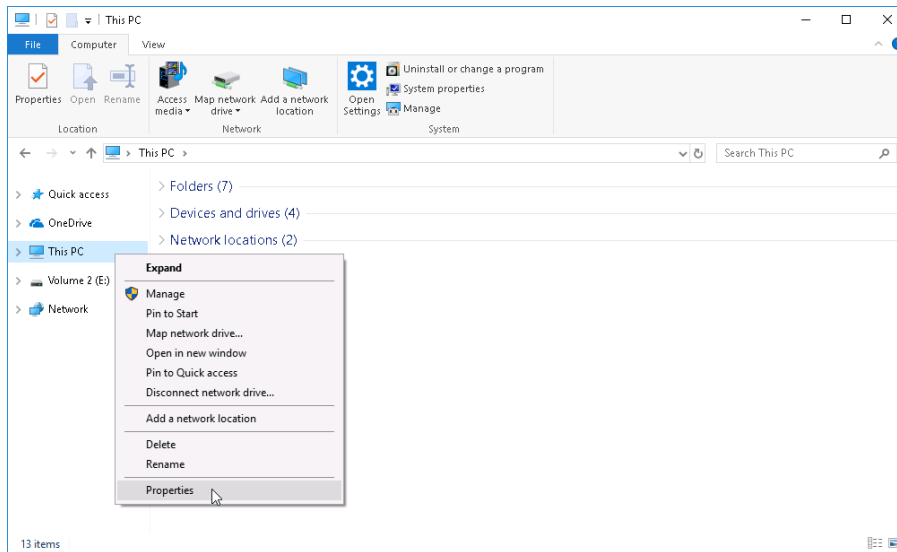 This PC
File Computer View
Properties Open Rename
Access media Map network drive Add a network location
Open Settings
Uninstall or change a program
System properties
Manage
Location Network System
This PC
Search This PC
Quick access
OneDrive
This PC
Volume 2 (E:)
Network
Folders (7)
Devices and drives (4)
Network locations (2)
Expand
Manage
Pin to Start
Map network drive...
Open in new window
Pin to Quick access
Disconnect network drive...
Add a network location
Delete
Rename
Properties
13 items